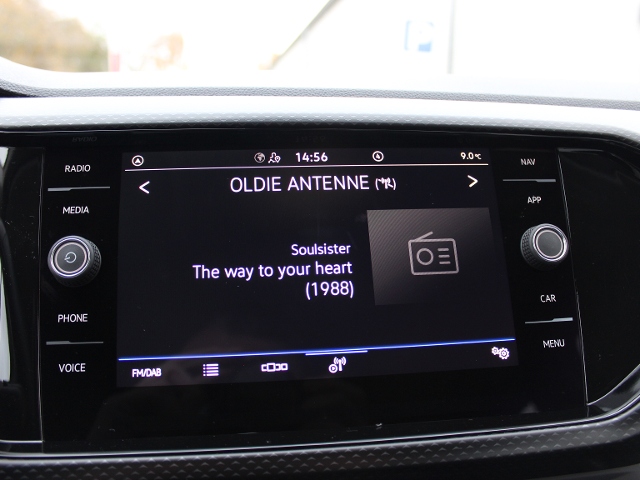 RADIO
MEDIA
PHONE
VOICE
14:56
9.0°C
OLDIE ANTENNE
Soulsister
The way to your heart
(1988)
FM/DAB
NAV
APP
CAR
MENU